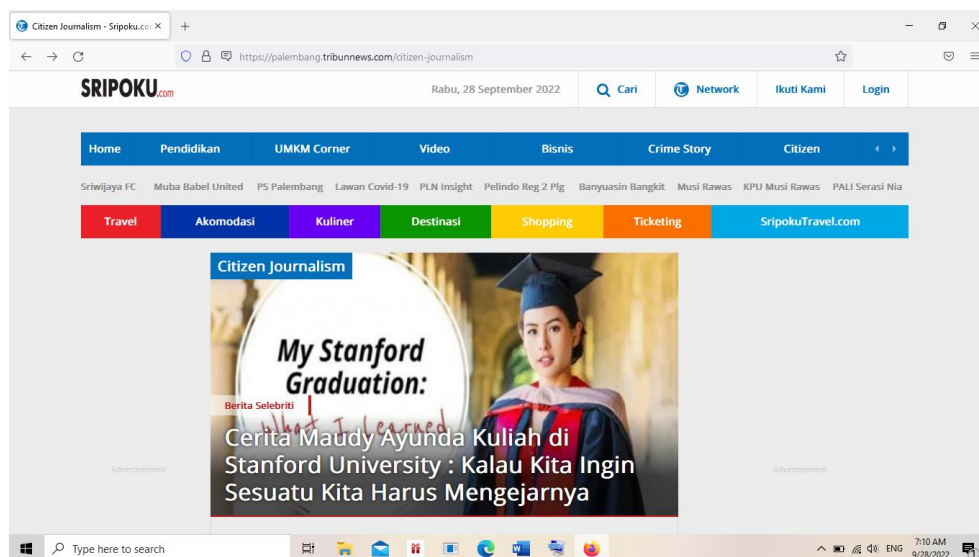 Citizen Journalism - Sripoku.co
https://palembang.tribunnews.com/citizen-journalism
SRIPOKU.com
Rabu, 28 September 2022
Cari
Network
Ikuti Kami
Login
Home Pendidikan UMKM Corner Video Bisnis Crime Story Citizen
Sriwijaya FC Muba Babel United PS Palembang Lawan Covid-19 PLN Insight Pelindo Reg 2 Plg Banyuasin Bangkit Musi Rawas KPU Musi Rawas PALI Serasi Nia
Travel Akomodasi Kuliner Destinasi Shopping Ticketing SripokuTravel.com
Citizen Journalism
My Stanford
Graduation:
What I Learned
Berita Selebriti
Cerita Maudy Ayunda Kuliah di
Stanford University : Kalau Kita Ingin
Sesuatu Kita Harus Mengejarnya
Advertisement
Advertisement
Type here to search
ENG
7:10 AM
9/28/2022